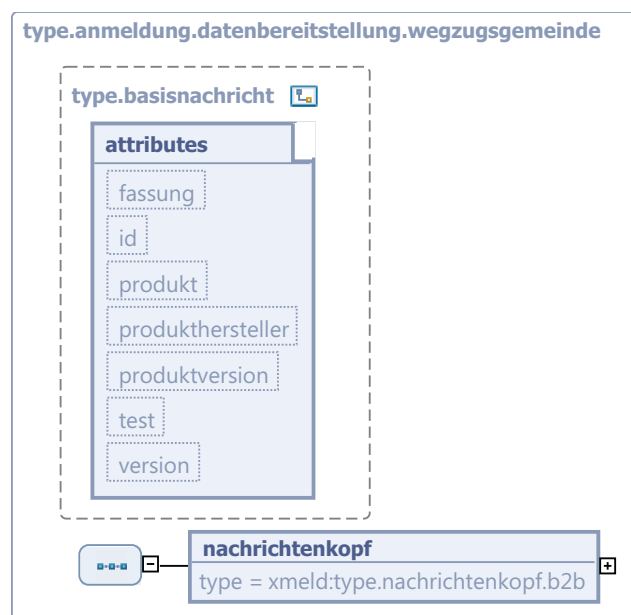 type.anmeldung.datenbereitstellung.wegzugsgemeinde
type.basisnachricht
attributes
fassung
id
produkt
produkthersteller
produktversion
test
version
nachrichtenkopf
type = xmeld:type.nachrichtenkopf.b2b